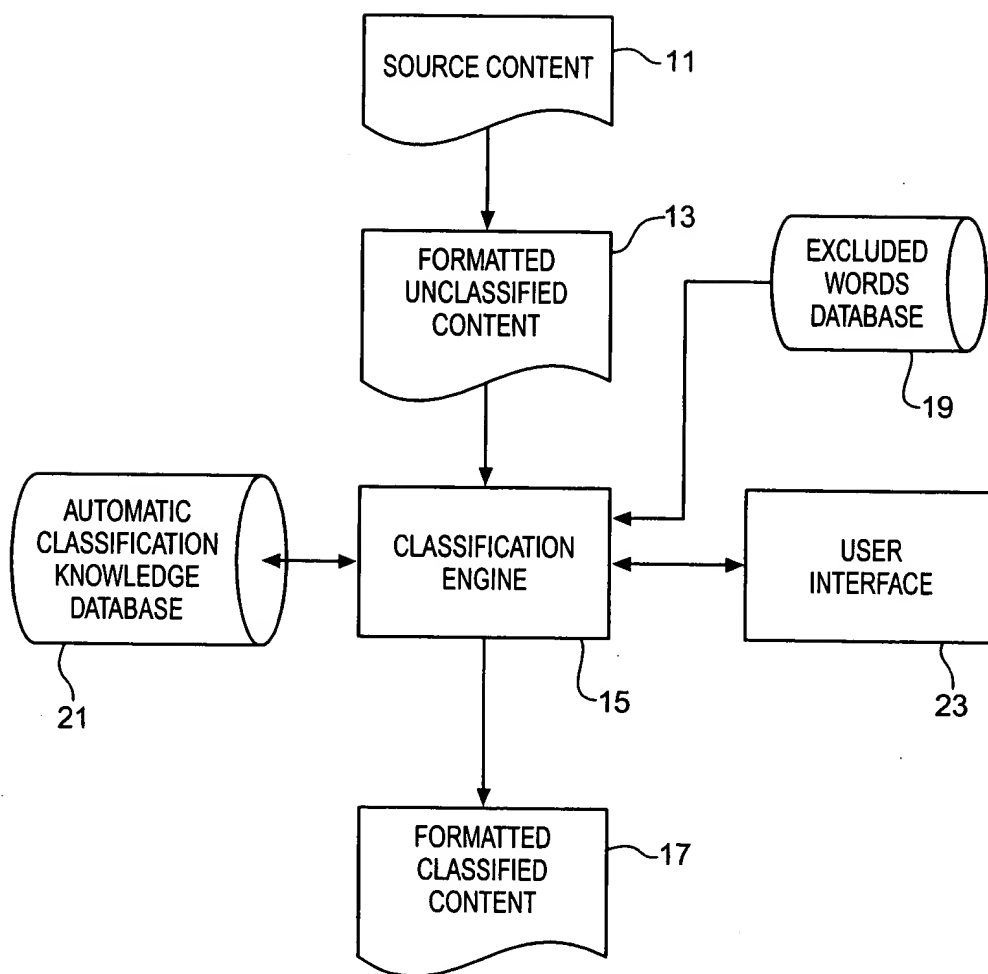 SOURCE CONTENT
11
FORMATTED
UNCLASSIFIED
CONTENT
13
EXCLUDED
WORDS
DATABASE
19
AUTOMATIC
CLASSIFICATION
KNOWLEDGE
DATABASE
21
CLASSIFICATION
ENGINE
15
USER
INTERFACE
23
FORMATTED
CLASSIFIED
CONTENT
17